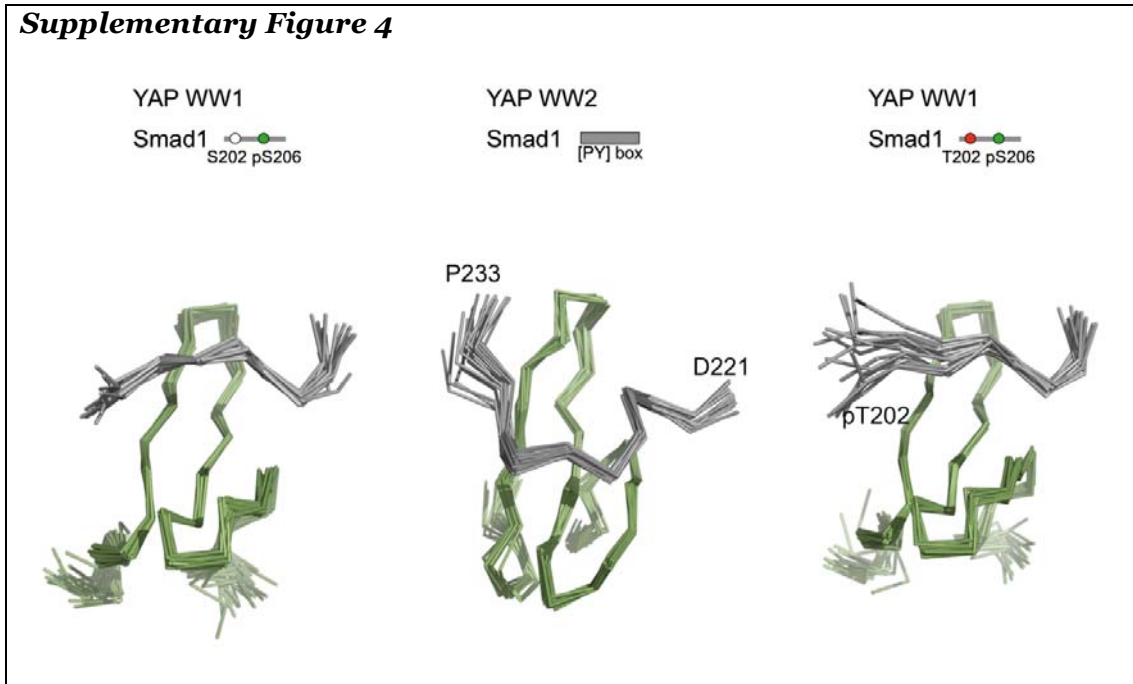 Supplementary Figure 4
YAP WW1
Smad1
S202 pS206
YAP WW2
Smad1
[PY] box
YAP WW1
Smad1
T202 pS206
P233
D221
pT202